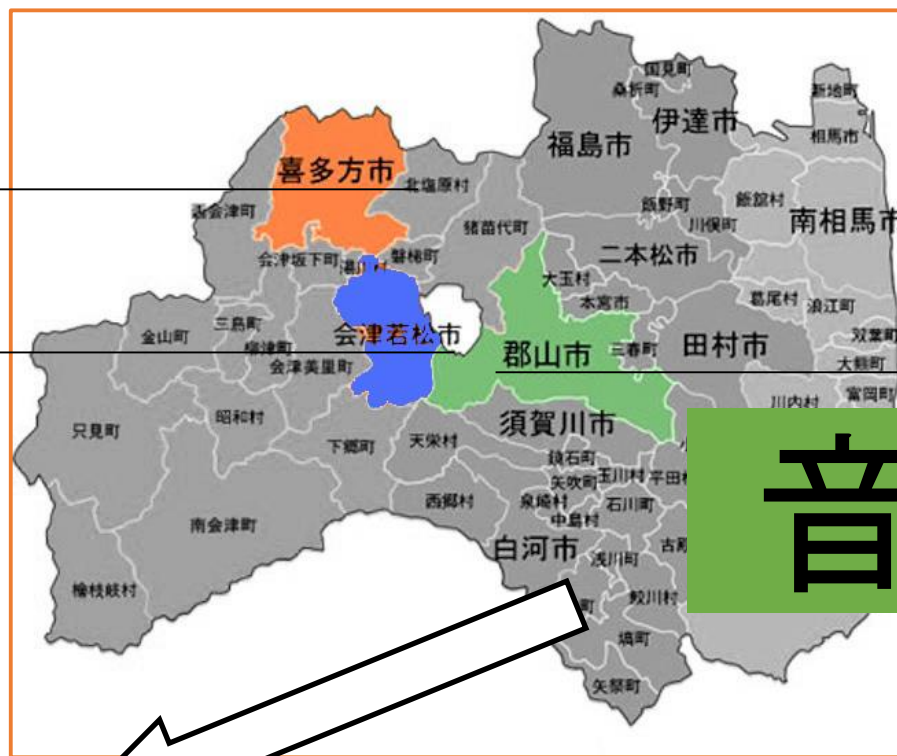 国見町
桑折町
新地町
伊達市
相馬市
福島市
喜多方市
北塩原村
飯舘村
飯野町
川俣町
南相馬市
西会津町
猪苗代町
二本松市
会津坂下町
磐梯町
大玉村
本宮市
葛尾村
浪江町
三島町
金山町
会津若松市
双葉町
柳津町
郡山市
三春町
田村市
大熊町
会津美里町
富岡町
川内村
昭和村
只見町
須賀川市
下郷町
天栄村
鏡石町
矢吹町
玉川村
平田村
西郷村
泉崎村
石川町
中島村
南会津町
白河市
浅川町
古殿
檜枝岐村
町
鮫川村
塙町
矢祭町
音